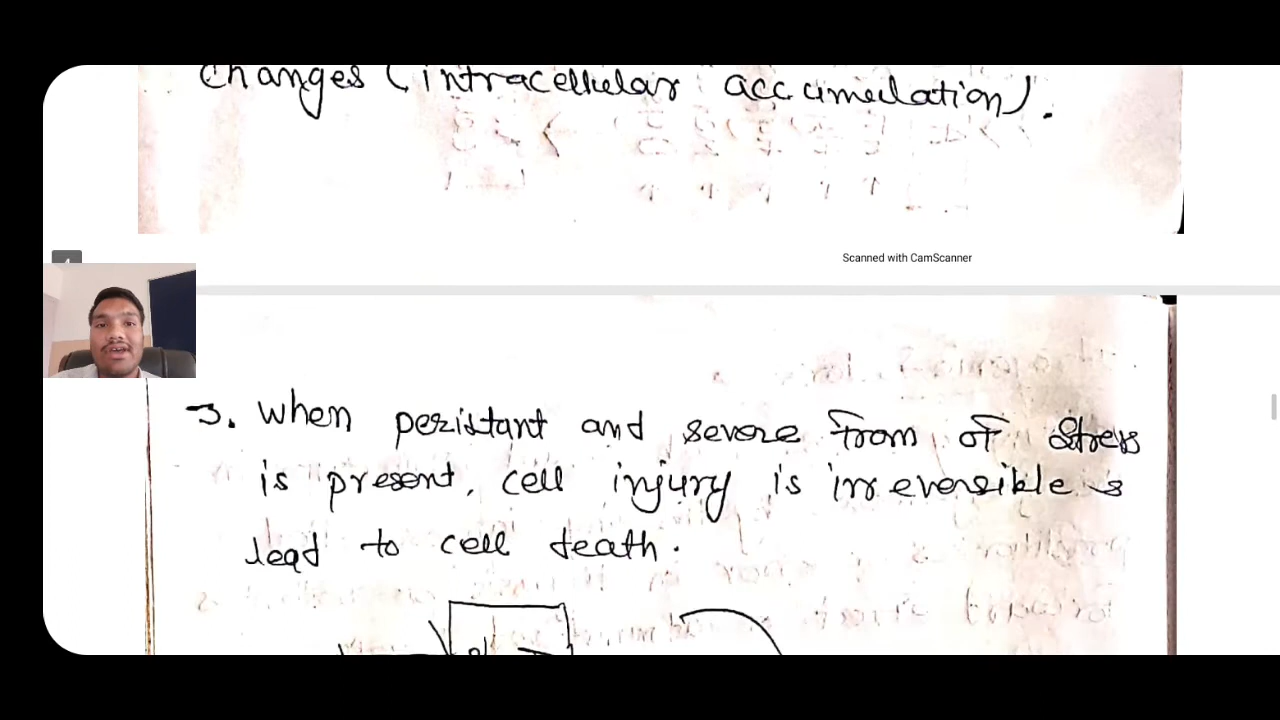 changes (intracellular accumulation).
Scanned with CamScanner
3. when peristant and severe from of stress
is present, cell injury is irreversible &
lead to cell death.